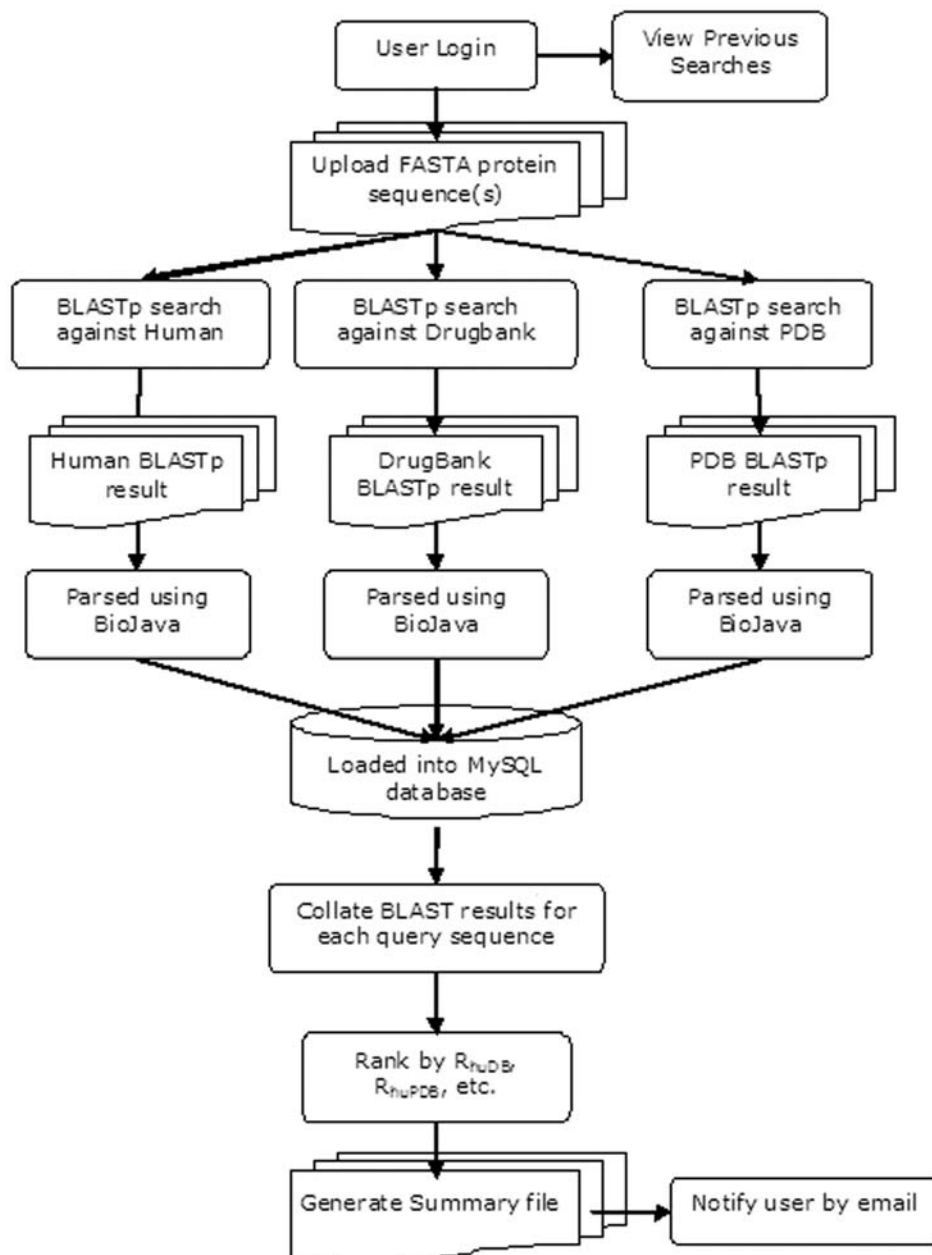 User Login
View Previous
Searches
Upload FASTA protein
sequence(s)
BLASTp search
against Human
BLASTp search
against Drugbank
BLASTp search
against PDB
Human BLASTp
result
DrugBank
BLASTp result
PDB BLASTp
result
Parsed using
BioJava
Parsed using
BioJava
Parsed using
BioJava
Loaded into MySQL
database
Collate BLAST results for
each query sequence
Rank by RhuDB,
RhuPDB, etc.
Generate Summary file
Notify user by email